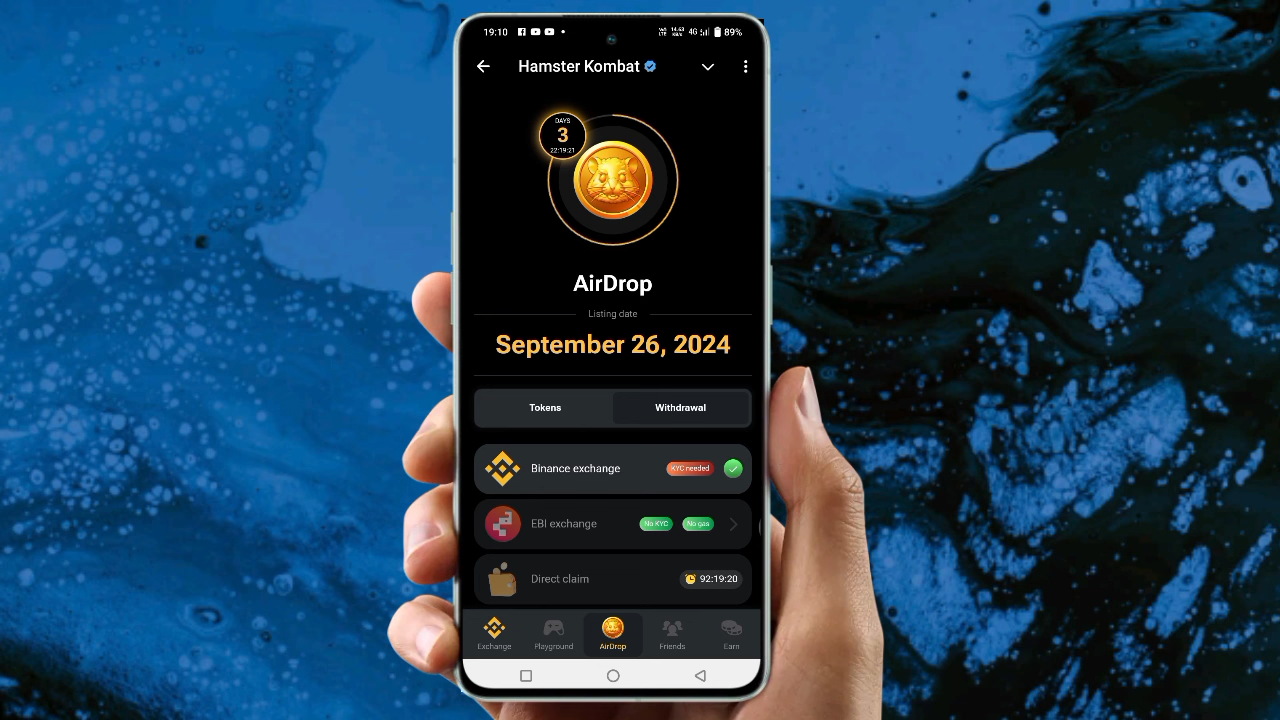 19:10
4G 89%
Hamster Kombat
DAYS
3
22:19:21
AirDrop
Listing date
September 26, 2024
Tokens Withdrawal
Binance exchange KYC needed
EBI exchange No KYC No gas
Direct claim 92:19:20
Exchange Playground AirDrop Friends Earn